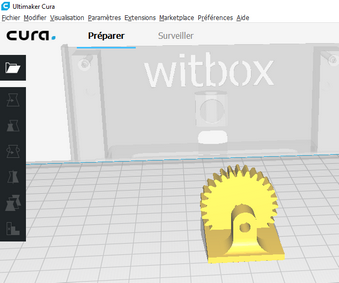 Ultimaker Cura
Fichier Modifier Visualisation Paramètres Extensions Marketplace Préférences Aide
cura. Préparer Surveiller
witbox